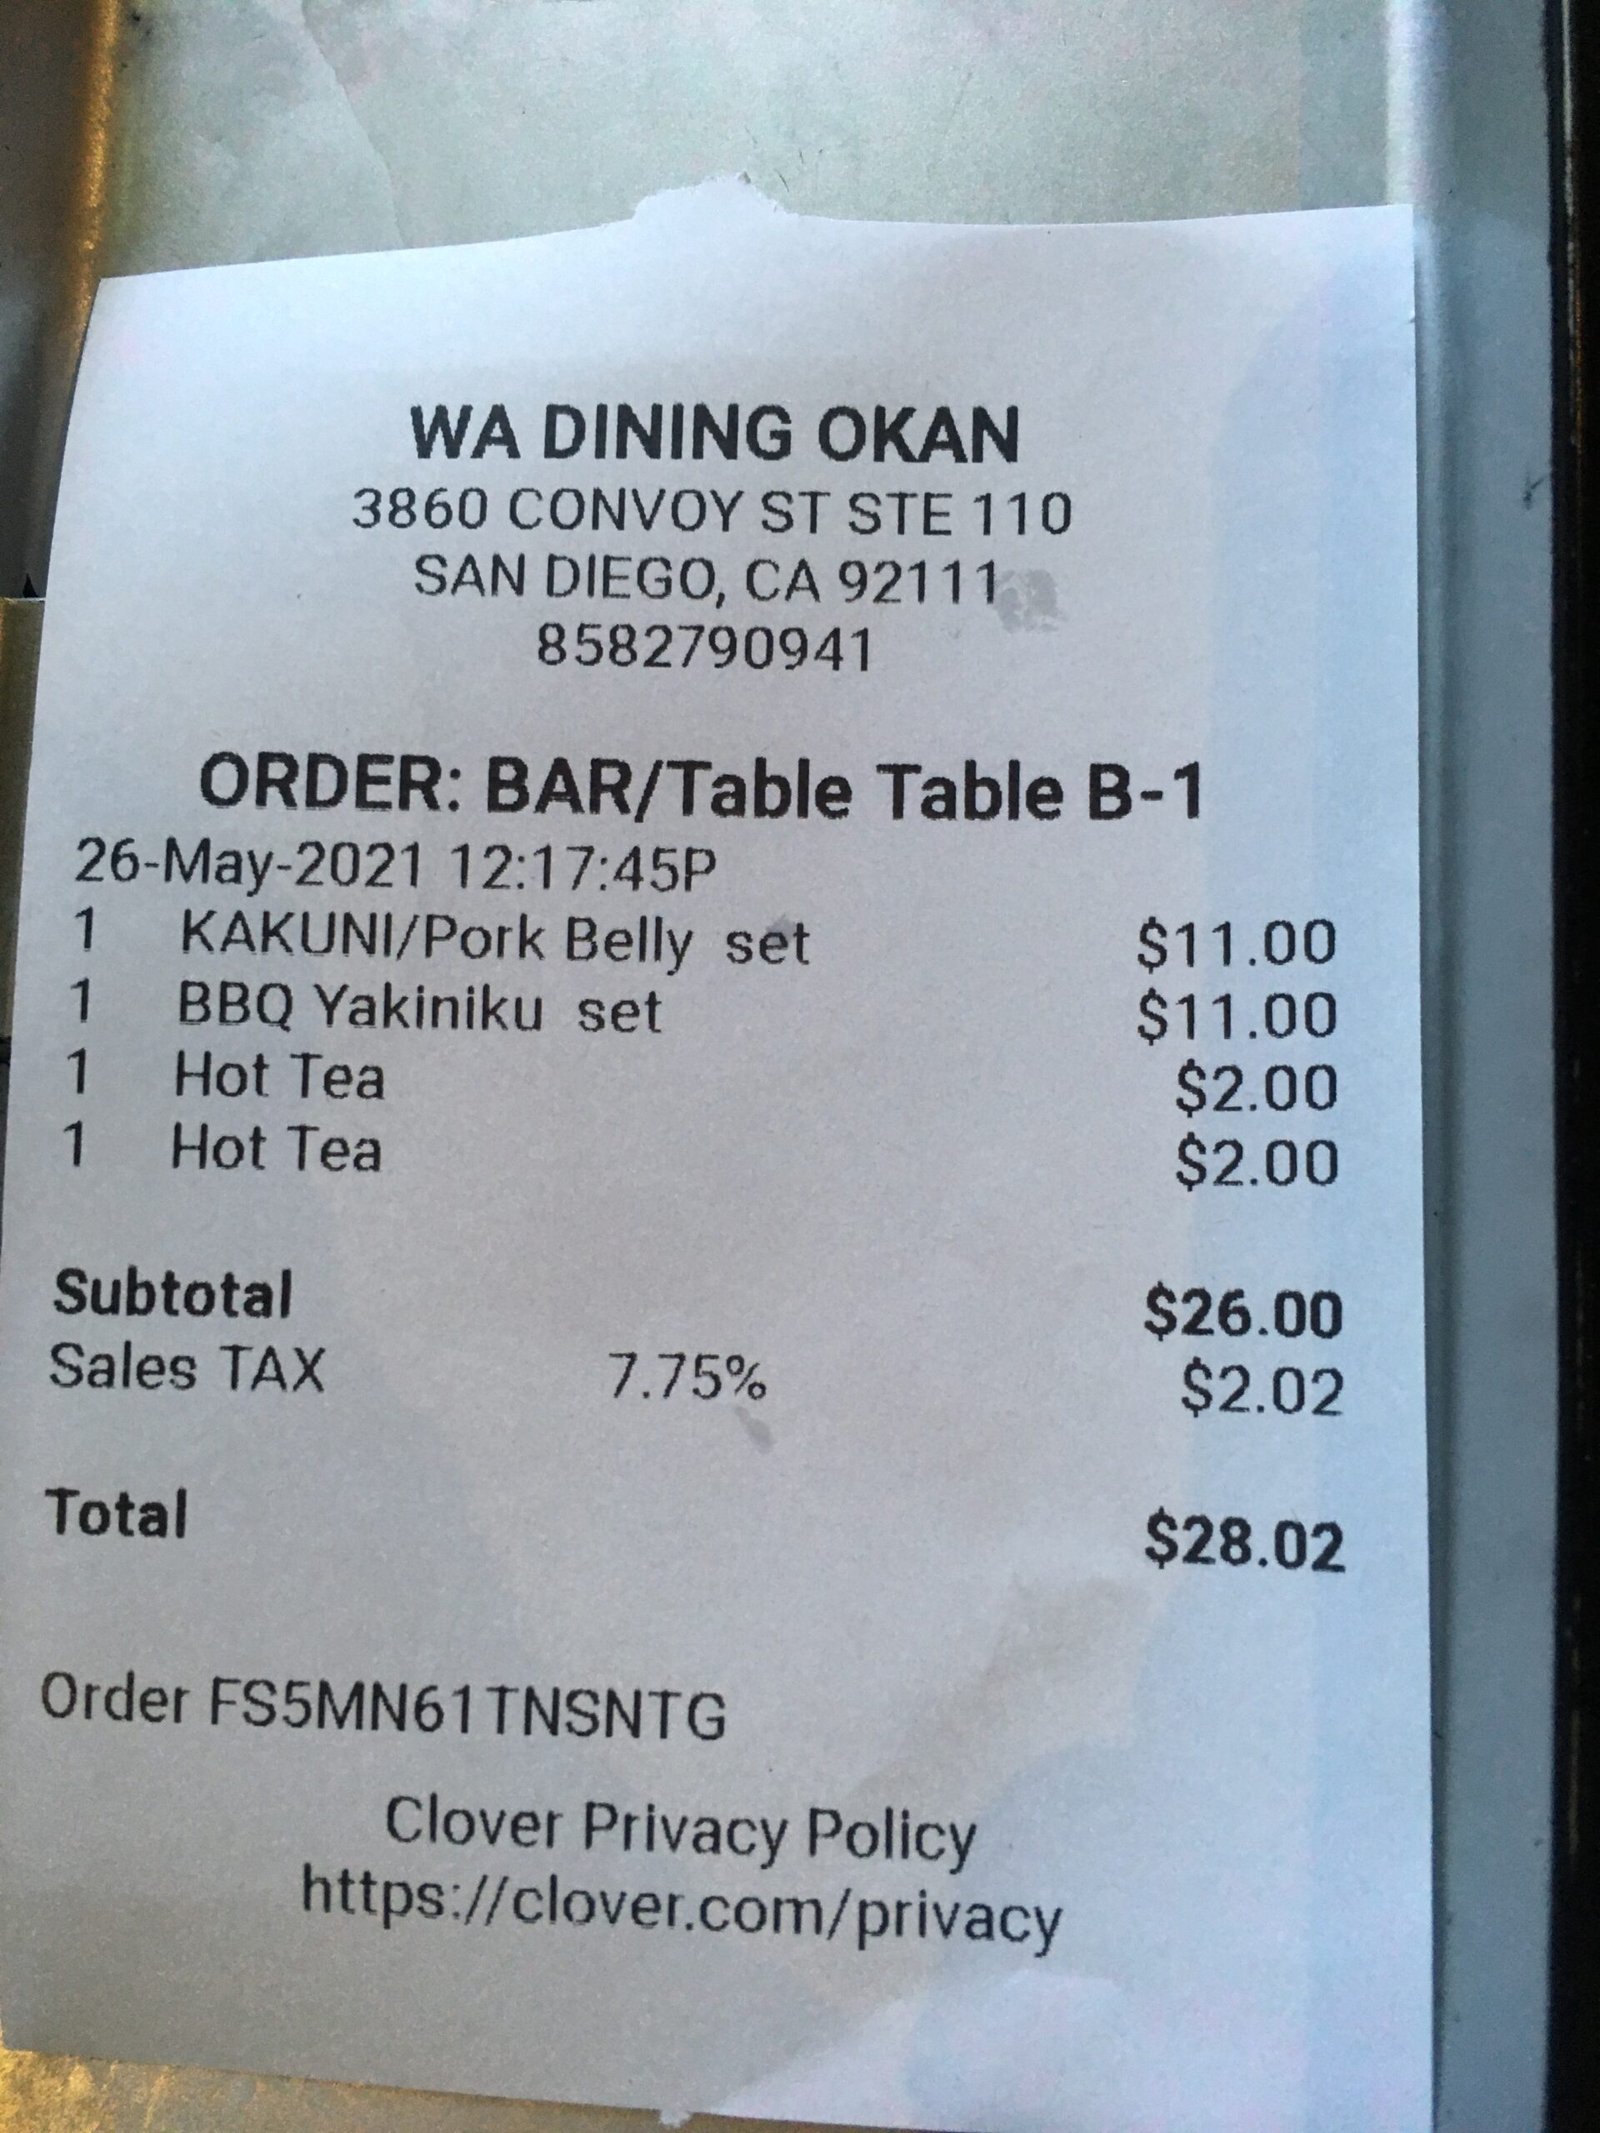 WA DINING OKAN
3860 CONVOY ST STE 110
SAN DIEGO, CA 92111
8582790941
ORDER: BAR/Table Table B-1
26-May-2021 12:17:45P
1 KAKUNI/Pork Belly set $11.00
1 BBQ Yakiniku set $11.00
1 Hot Tea $2.00
1 Hot Tea $2.00
Subtotal $26.00
Sales TAX 7.75% $2.02
Total $28.02
Order FS5MN61TNSNTG
Clover Privacy Policy
https://clover.com/privacy